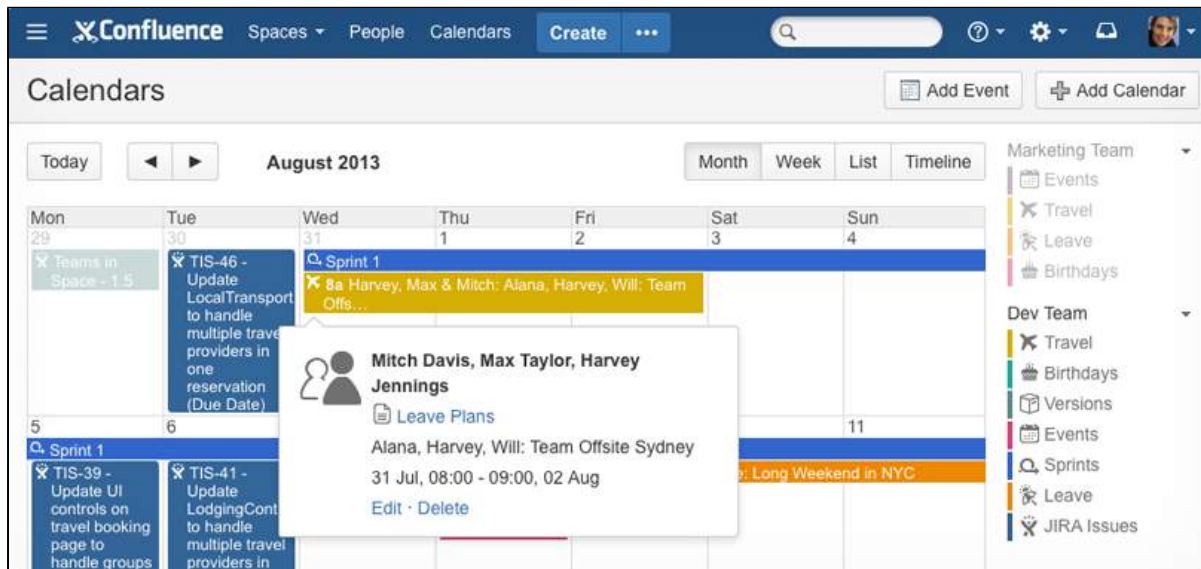 Confluence Spaces People Calendars Create •••
Calendars Add Event Add Calendar
Today August 2013 Month Week List Timeline
Mon Tue Wed Thu Fri Sat Sun
29 30 31 1 2 3 4
Teams in
Space - 1.5
TIS-46 -
Update
LocalTransport
to handle
multiple trave
providers in
one
reservation
(Due Date)
Sprint 1
8a Harvey, Max & Mitch: Alana, Harvey, Will: Team
Offs…
Mitch Davis, Max Taylor, Harvey
Jennings
Leave Plans
Alana, Harvey, Will: Team Offsite Sydney
31 Jul, 08:00 - 09:00, 02 Aug
Edit · Delete
5 6 11
Sprint 1
TIS-39 -
Update UI
controls on
travel booking
page to
handle groups
TIS-41 -
Update
LodgingCont
to handle
multiple travel
providers in
: Long Weekend in NYC
Marketing Team
Events
Travel
Leave
Birthdays
Dev Team
Travel
Birthdays
Versions
Events
Sprints
Leave
JIRA Issues